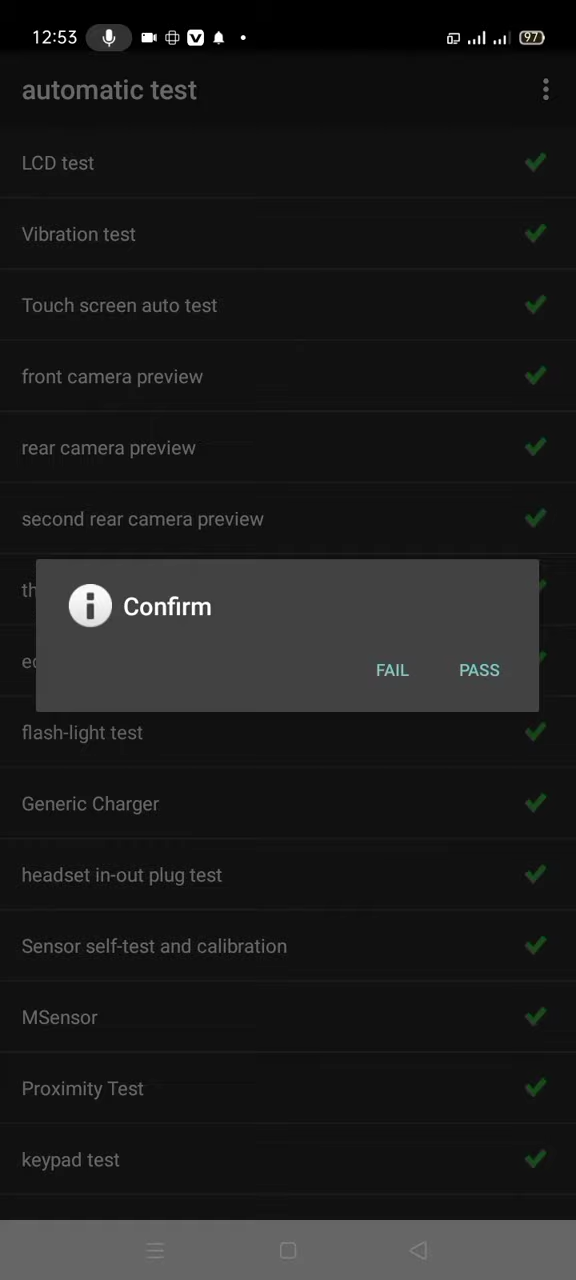 12:53
97
automatic test
LCD test
Vibration test
Touch screen auto test
front camera preview
rear camera preview
second rear camera preview
th
Confirm
FAIL PASS
flash-light test
Generic Charger
headset in-out plug test
Sensor self-test and calibration
MSensor
Proximity Test
keypad test